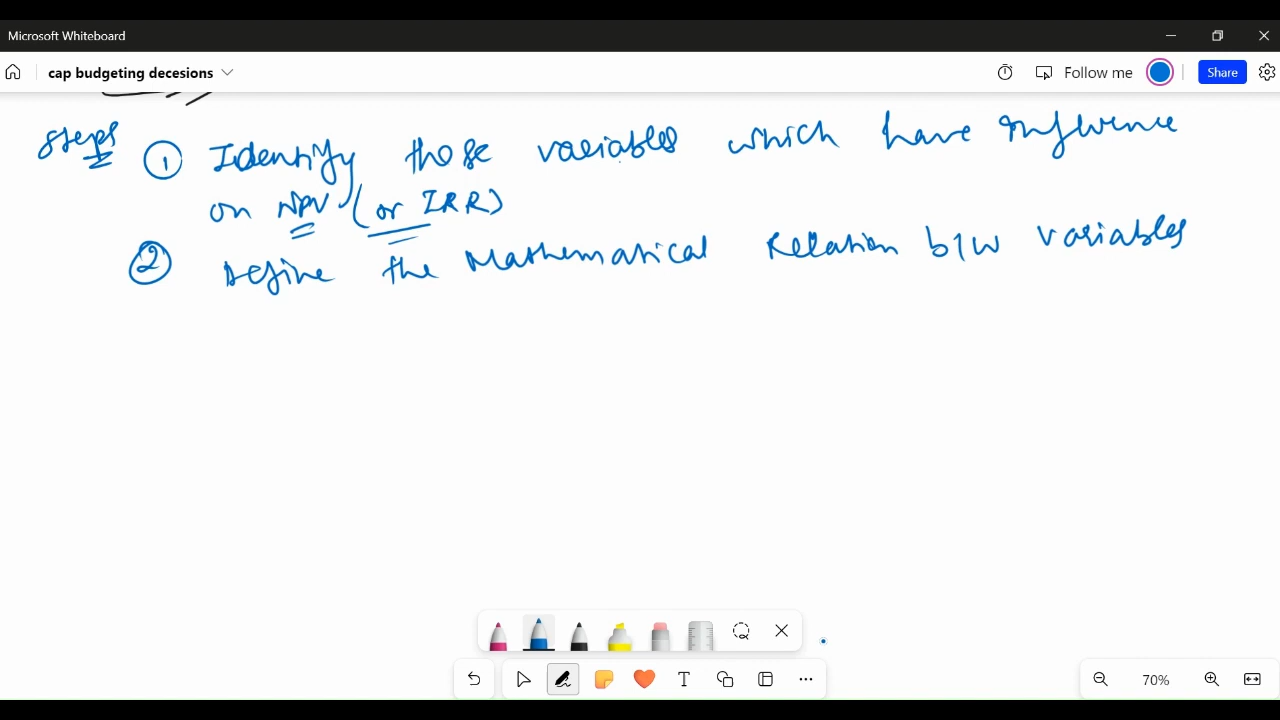 Microsoft Whiteboard
cap budgeting decesions
Follow me
Share
Steps ① Identify those variables which have influence
on NPV (or IRR)
② Define the Mathematical Relation b/w variables
T
70%